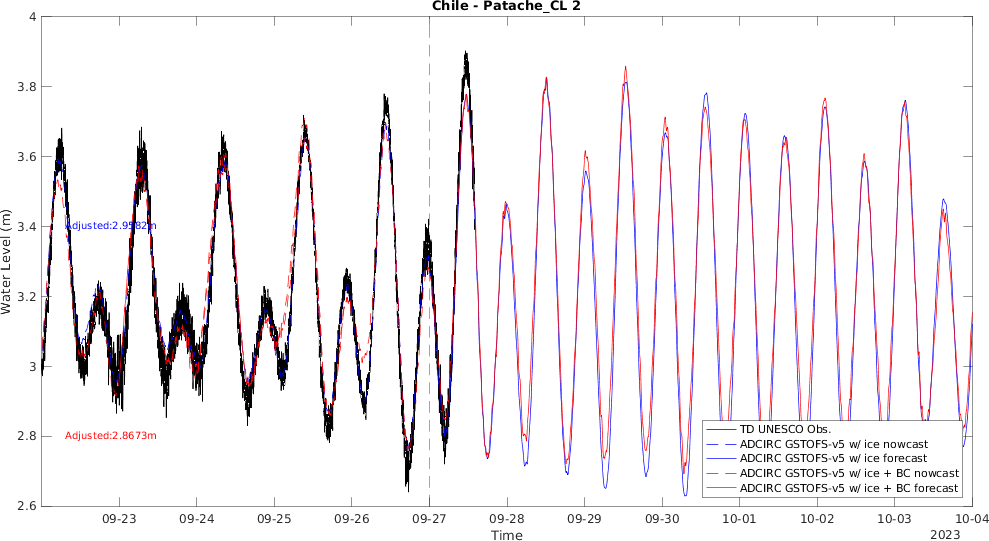 Chile - Patache_CL 2
4
3.8
3.6
3.4
3.2
3
2.8
2.6
Water Level (m)
Adjusted:2.9582m
Adjusted:2.8673m
TD UNESCO Obs.
ADCIRC GSTOFS-v5 w/ ice nowcast
ADCIRC GSTOFS-v5 w/ ice forecast
ADCIRC GSTOFS-v5 w/ ice + BC nowcast
ADCIRC GSTOFS-v5 w/ ice + BC forecast
09-23 09-24 09-25 09-26 09-27 09-28 09-29 09-30 10-01 10-02 10-03 10-04
Time
2023